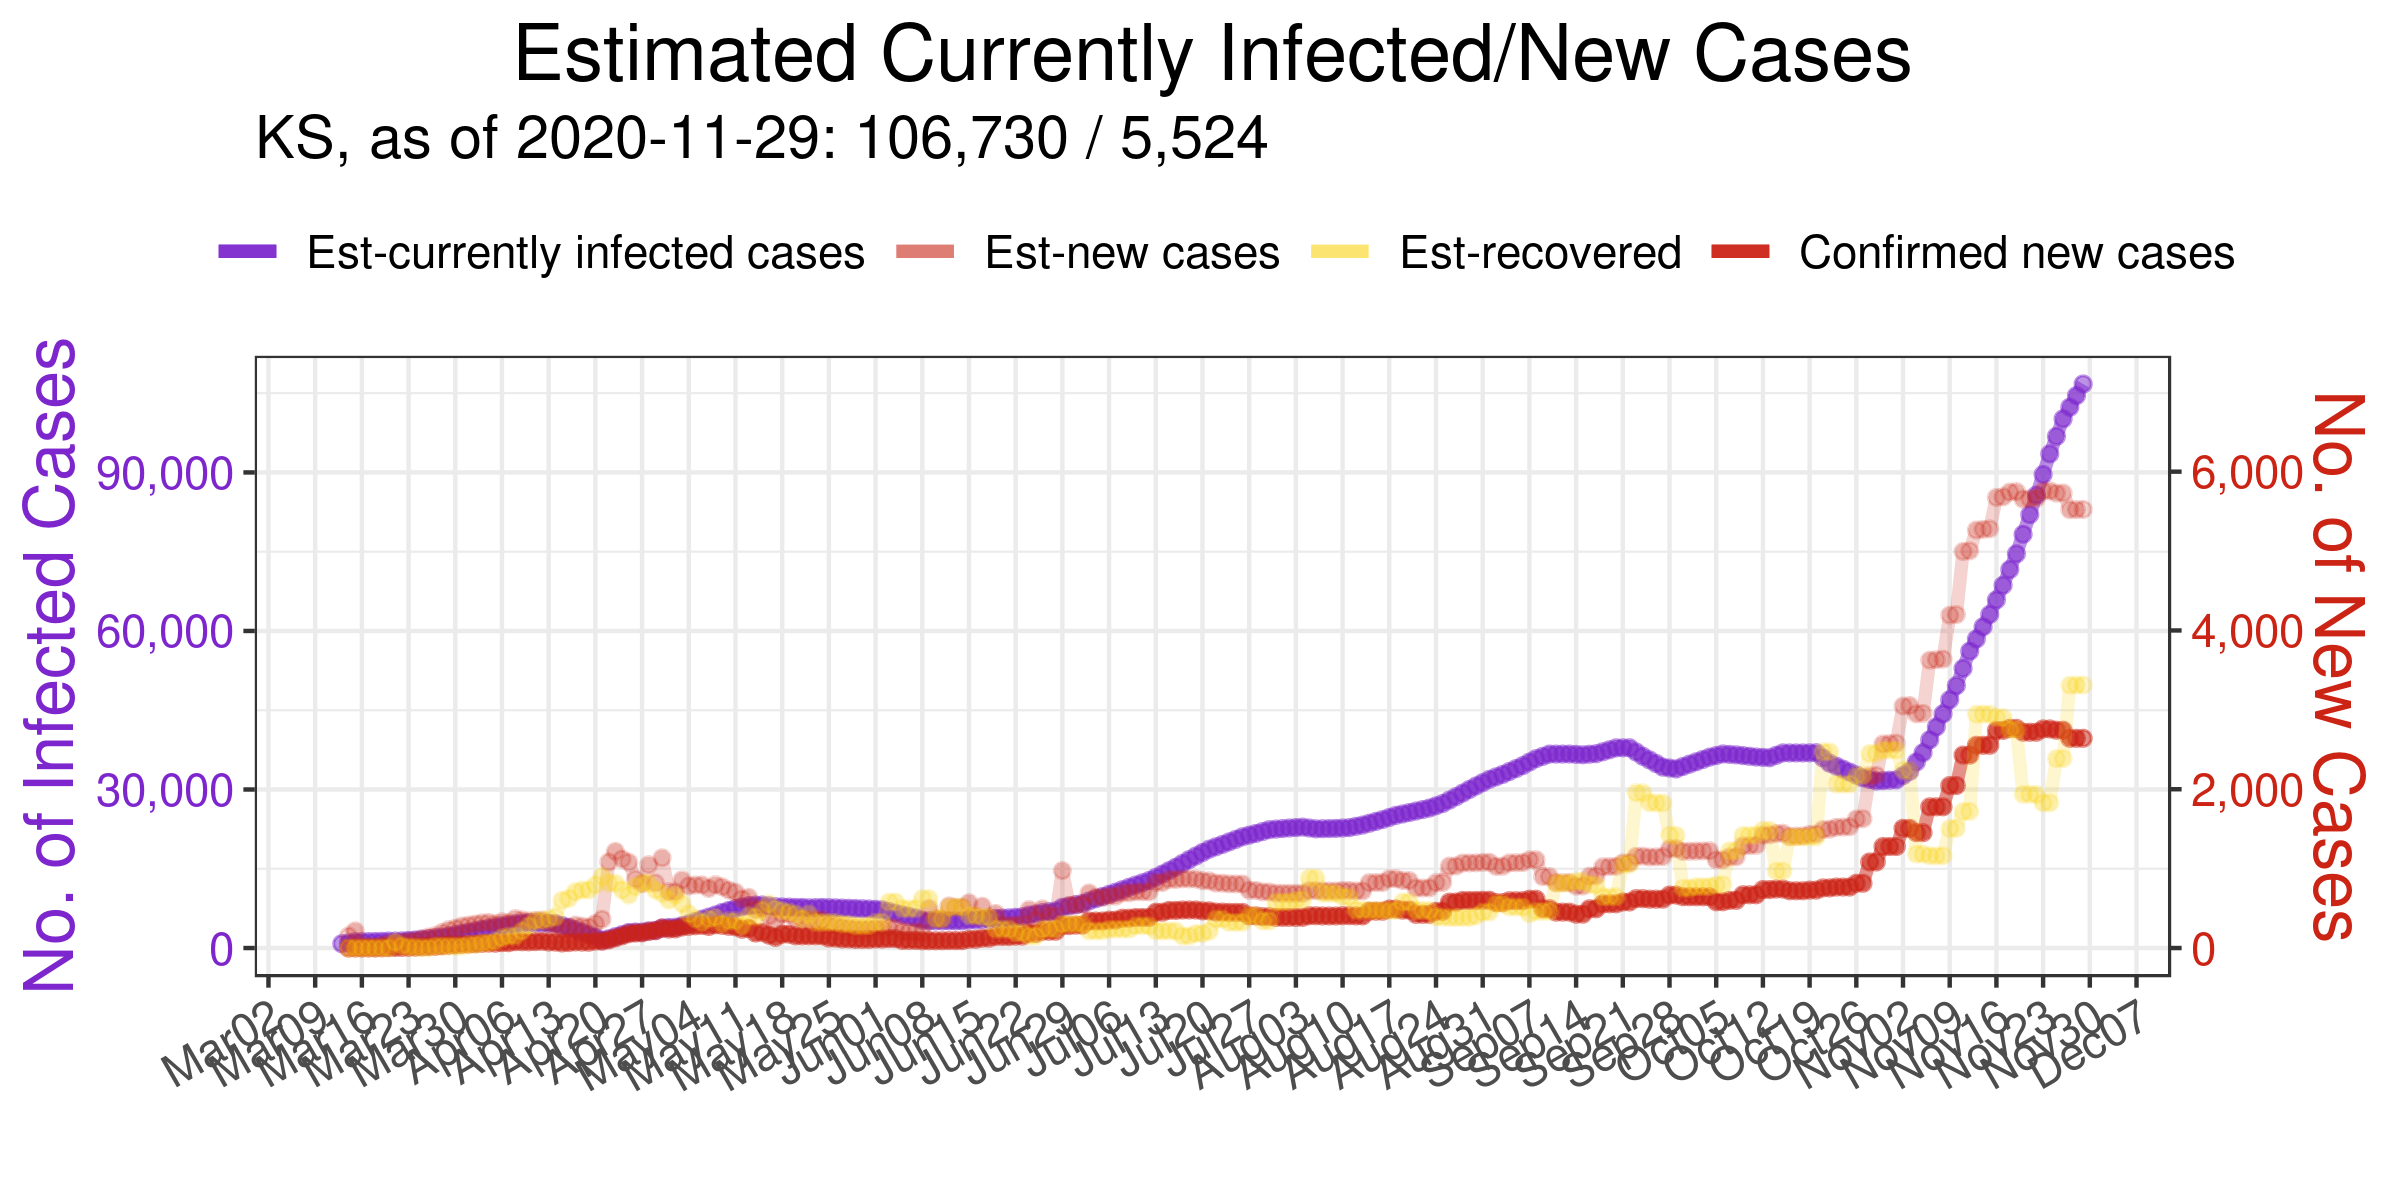 Estimated Currently Infected/New Cases
KS, as of 2020-11-29: 106,730 / 5,524
Est-currently infected cases Est-new cases Est-recovered Confirmed new cases
No. of Infected Cases
90,000
60,000
30,000
0
6,000
4,000
2,000
0
No. of New Cases
Mar02
Mar09
Mar16
Mar23
Mar30
Apr06
Apr13
Apr20
Apr27
May04
May11
May18
May25
Jun01
Jun08
Jun15
Jun22
Jun29
Jul06
Jul13
Jul20
Jul27
Aug03
Aug10
Aug17
Aug24
Aug31
Sep07
Sep14
Sep21
Sep28
Oct05
Oct12
Oct19
Oct26
Nov02
Nov09
Nov16
Nov23
Nov30
Dec07